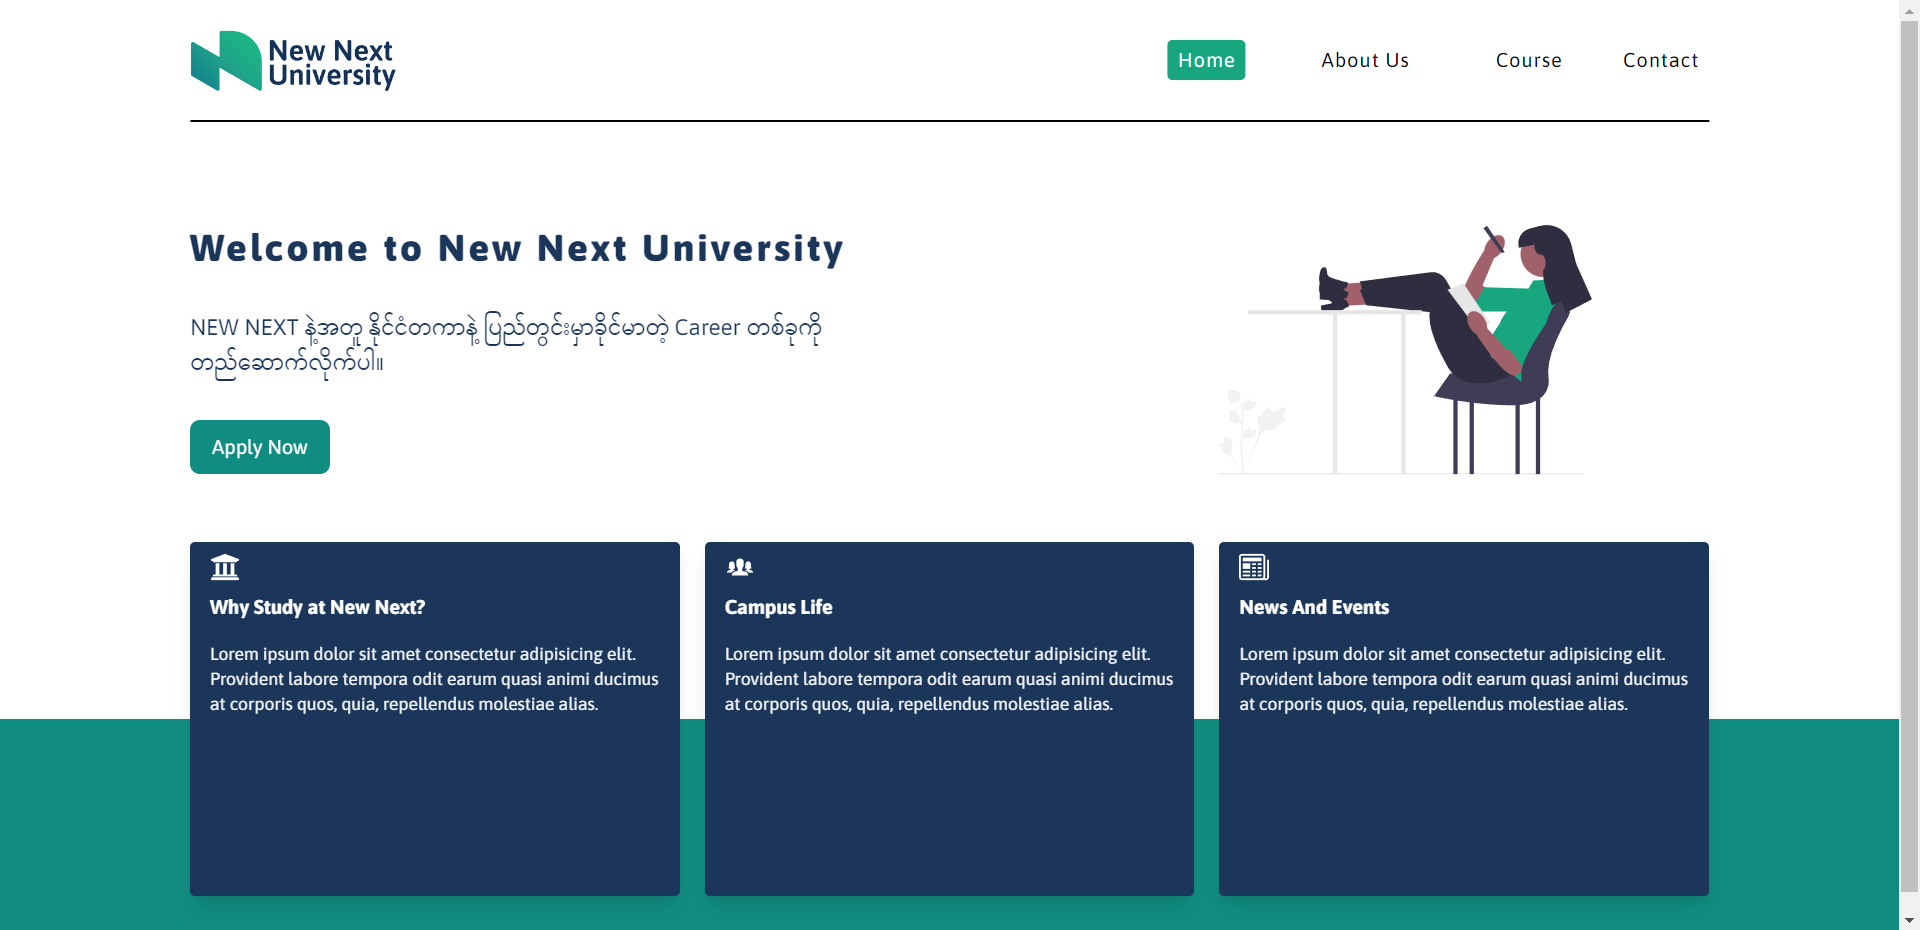 New Next
University
Home
About Us
Course
Contact
Welcome to New Next University
NEW NEXT နဲ့အတူ နိုင်ငံတကာနဲ့ ပြည်တွင်းမှာခိုင်မာတဲ့ Career တစ်ခုကို
တည်ဆောက်လိုက်ပါ။
Apply Now
Why Study at New Next?
Lorem ipsum dolor sit amet consectetur adipisicing elit.
Provident labore tempora odit earum quasi animi ducimus
at corporis quos, quia, repellendus molestiae alias.
Campus Life
Lorem ipsum dolor sit amet consectetur adipisicing elit.
Provident labore tempora odit earum quasi animi ducimus
at corporis quos, quia, repellendus molestiae alias.
News And Events
Lorem ipsum dolor sit amet consectetur adipisicing elit.
Provident labore tempora odit earum quasi animi ducimus
at corporis quos, quia, repellendus molestiae alias.